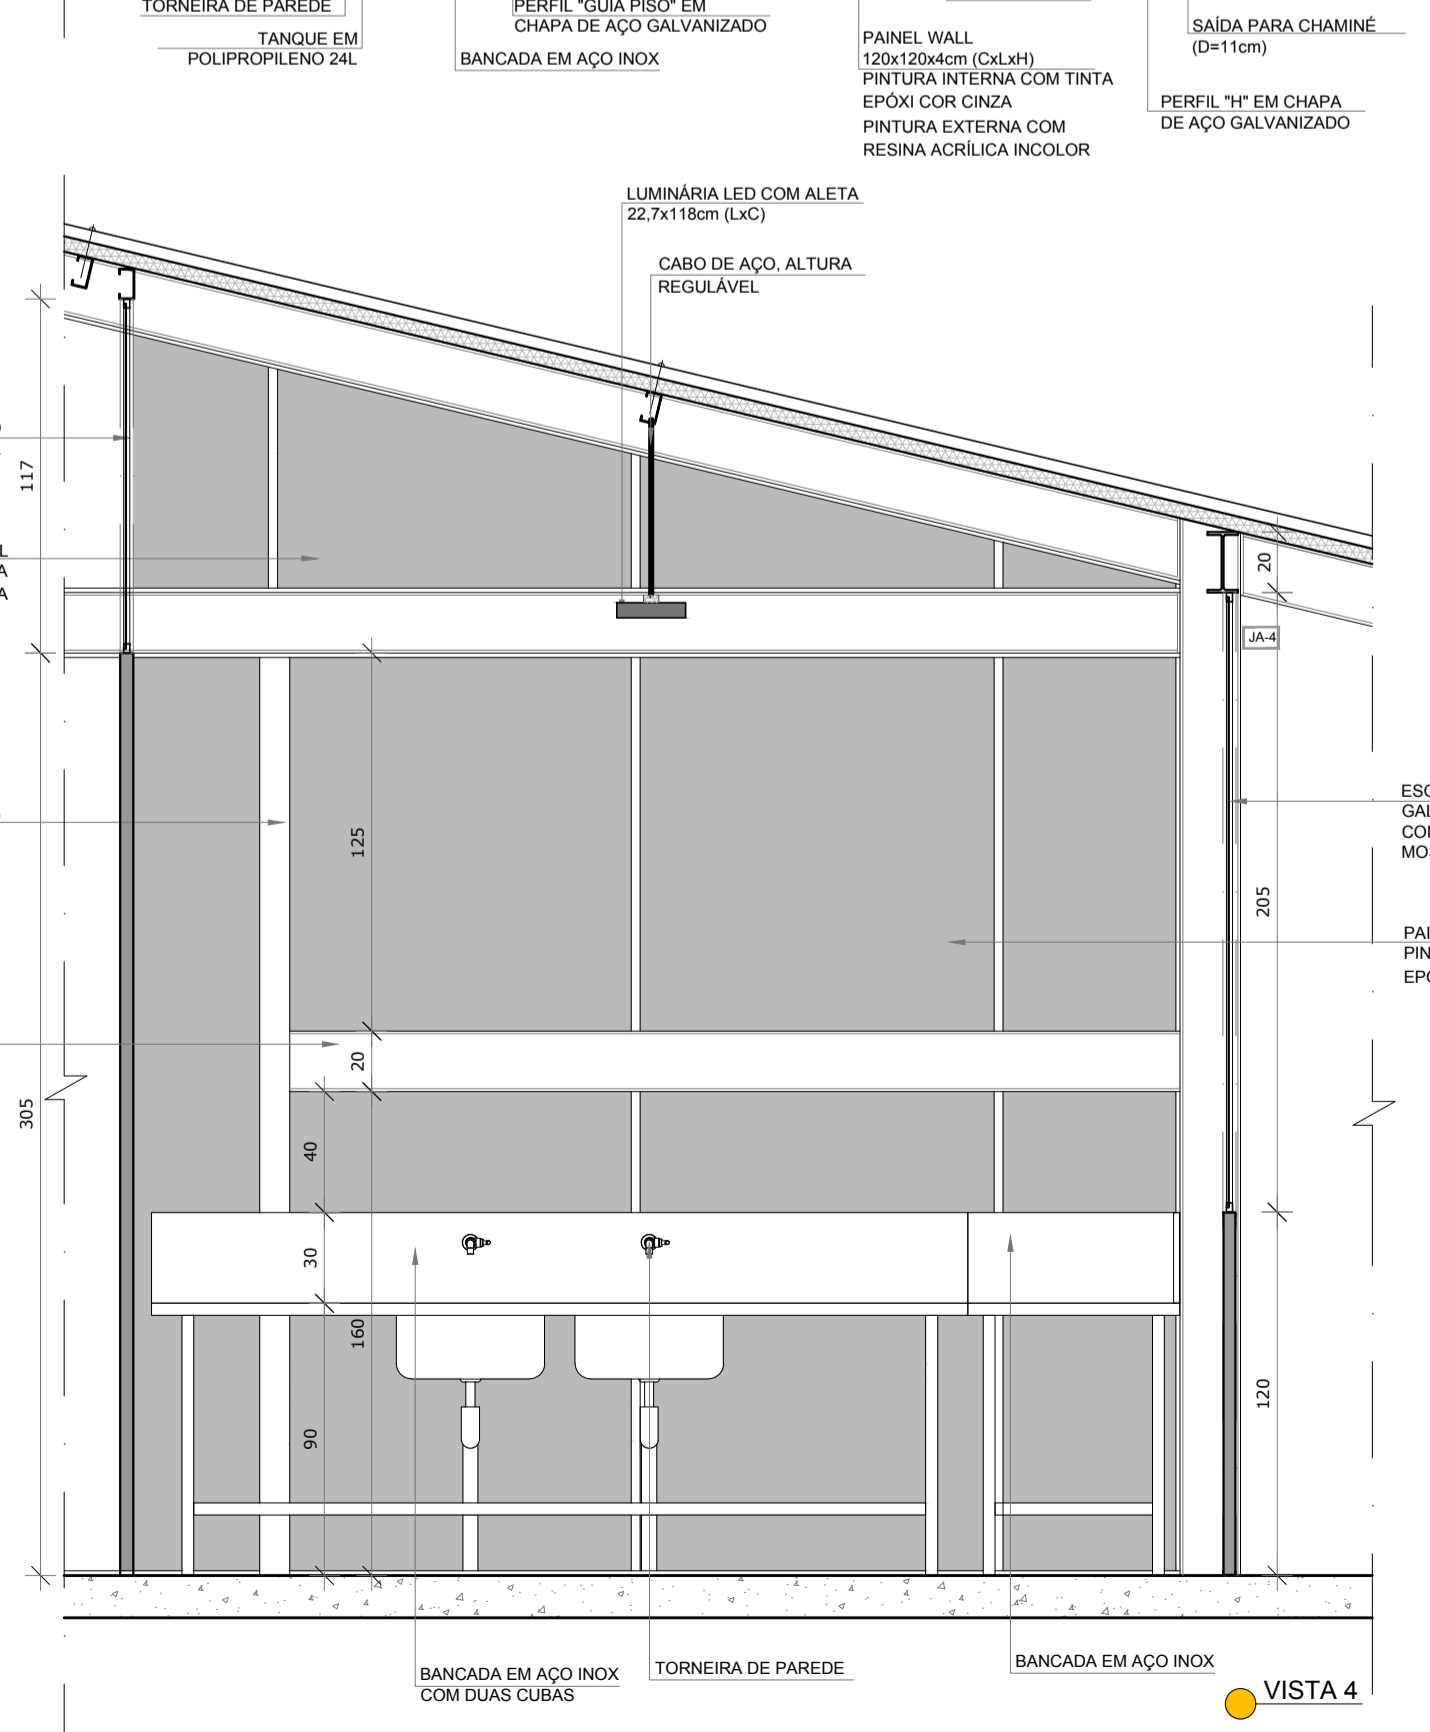 TORNEIRA DE PAREDE
TANQUE EM
POLIPROPILENO 24L
PERFIL "GUIA PISO" EM
CHAPA DE AÇO GALVANIZADO
BANCADA EM AÇO INOX
PAINEL WALL
120x120x4cm (CxLxH)
PINTURA INTERNA COM TINTA
EPÓXI COR CINZA
PINTURA EXTERNA COM
RESINA ACRÍLICA INCOLOR
SAÍDA PARA CHAMINÉ
(D=11cm)
PERFIL "H" EM CHAPA
DE AÇO GALVANIZADO
LUMINÁRIA LED COM ALETA
22,7x118cm (LxC)
CABO DE AÇO, ALTURA
REGULÁVEL
117
L
A
A
20
JA-4
125
205
20
305
40
30
160
90
120
BANCADA EM AÇO INOX
COM DUAS CUBAS
TORNEIRA DE PAREDE
BANCADA EM AÇO INOX
VISTA 4